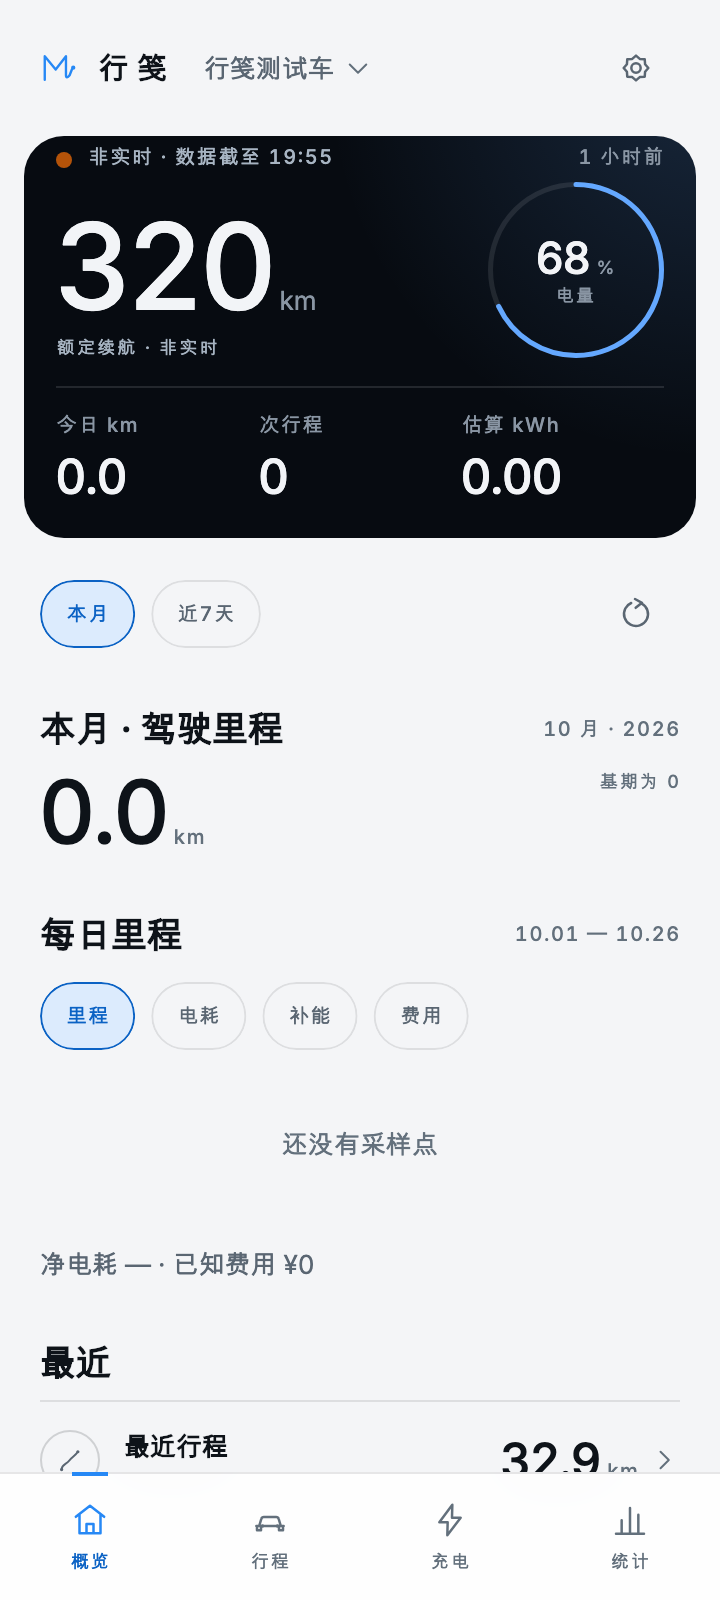 行 笺 行笺测试车
非实时 · 数据截至 19:55 1 小时前
320 km
68 %
电量
额定续航 · 非实时
今日 km 次行程 估算 kWh
0.0 0 0.00
本月 近7天
本月 · 驾驶里程 10 月 · 2026
0.0 km 基期为 0
每日里程 10.01 — 10.26
里程 电耗 补能 费用
还没有采样点
净电耗 — · 已知费用 ¥0
最近
最近行程 32.9 km
概览 行程 充电 统计